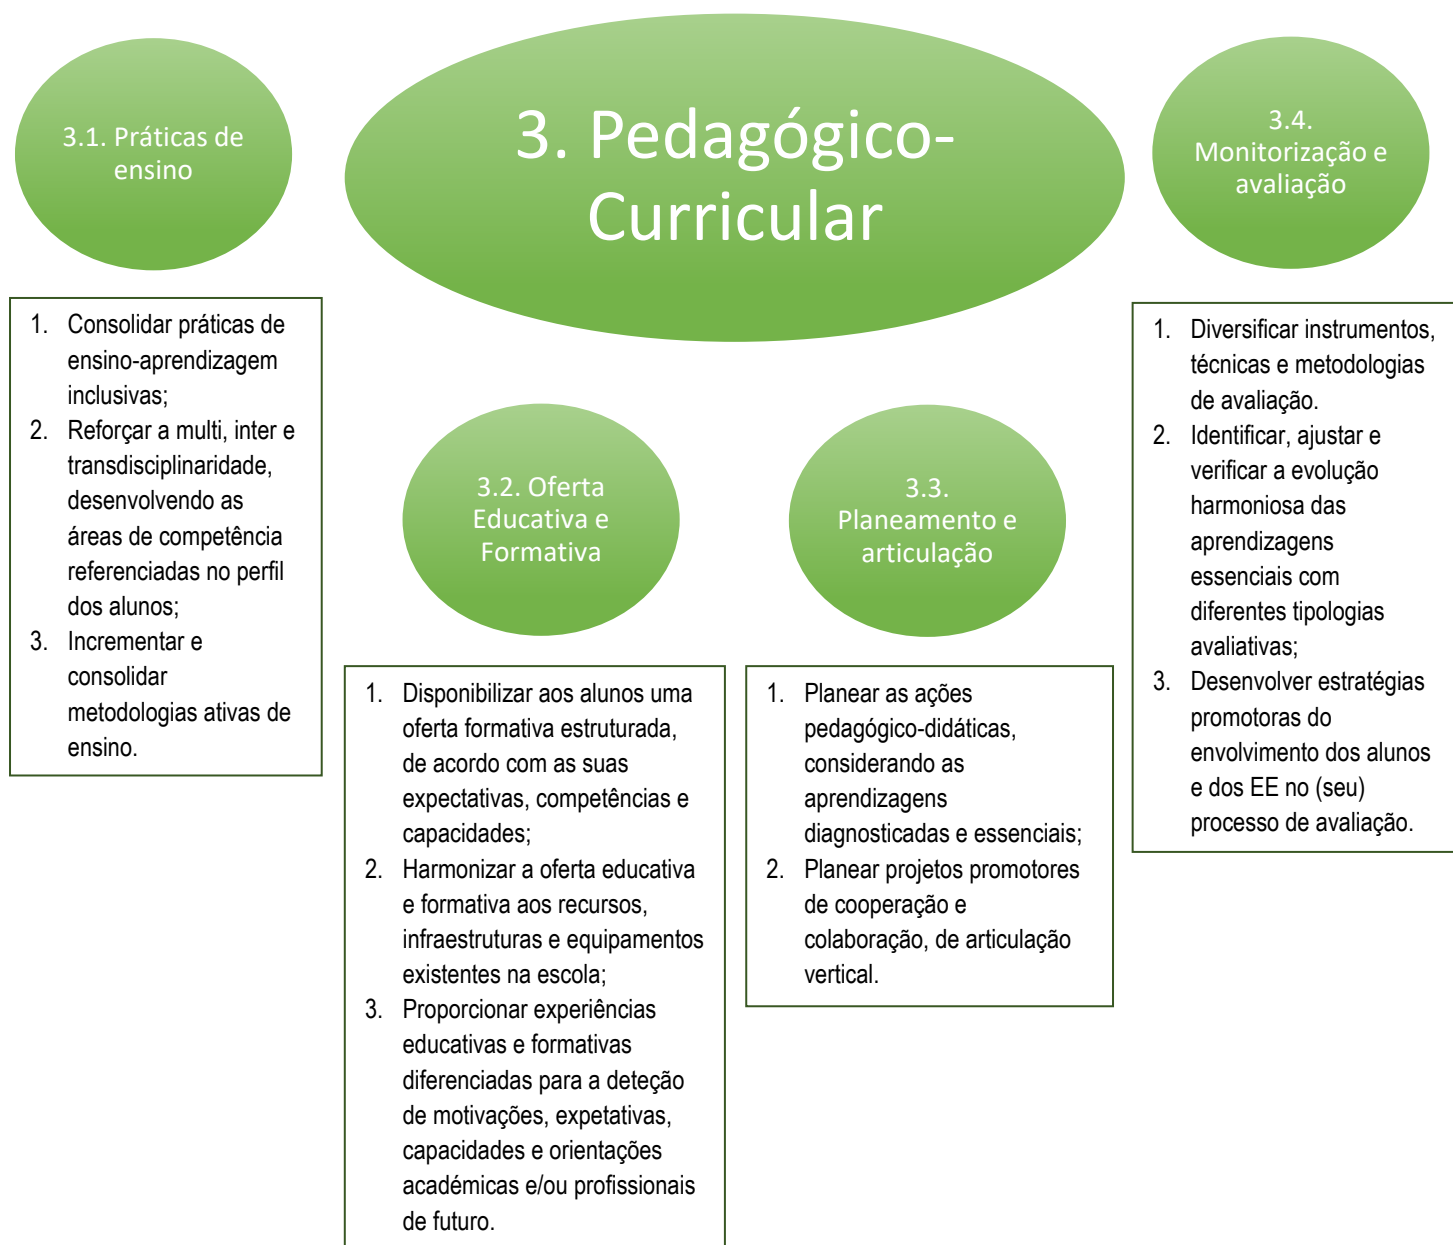 3. Pedagógico-
Curricular
3.1. Práticas de
ensino
1. Consolidar práticas de
ensino-aprendizagem
inclusivas;
2. Reforçar a multi, inter e
transdisciplinaridade,
desenvolvendo as
áreas de competência
referenciadas no perfil
dos alunos;
3. Incrementar e
consolidar
metodologias ativas de
ensino.
3.2. Oferta
Educativa e
Formativa
1. Disponibilizar aos alunos uma
oferta formativa estruturada,
de acordo com as suas
expectativas, competências e
capacidades;
2. Harmonizar a oferta educativa
e formativa aos recursos,
infraestruturas e equipamentos
existentes na escola;
3. Proporcionar experiências
educativas e formativas
diferenciadas para a deteção
de motivações, expetativas,
capacidades e orientações
académicas e/ou profissionais
de futuro.
3.3.
Planeamento e
articulação
1. Planear as ações
pedagógico-didáticas,
considerando as
aprendizagens
diagnosticadas e essenciais;
2. Planear projetos promotores
de cooperação e
colaboração, de articulação
vertical.
3.4.
Monitorização e
avaliação
1. Diversificar instrumentos,
técnicas e metodologias
de avaliação.
2. Identificar, ajustar e
verificar a evolução
harmoniosa das
aprendizagens
essenciais com
diferentes tipologias
avaliativas;
3. Desenvolver estratégias
promotoras do
envolvimento dos alunos
e dos EE no (seu)
processo de avaliação.